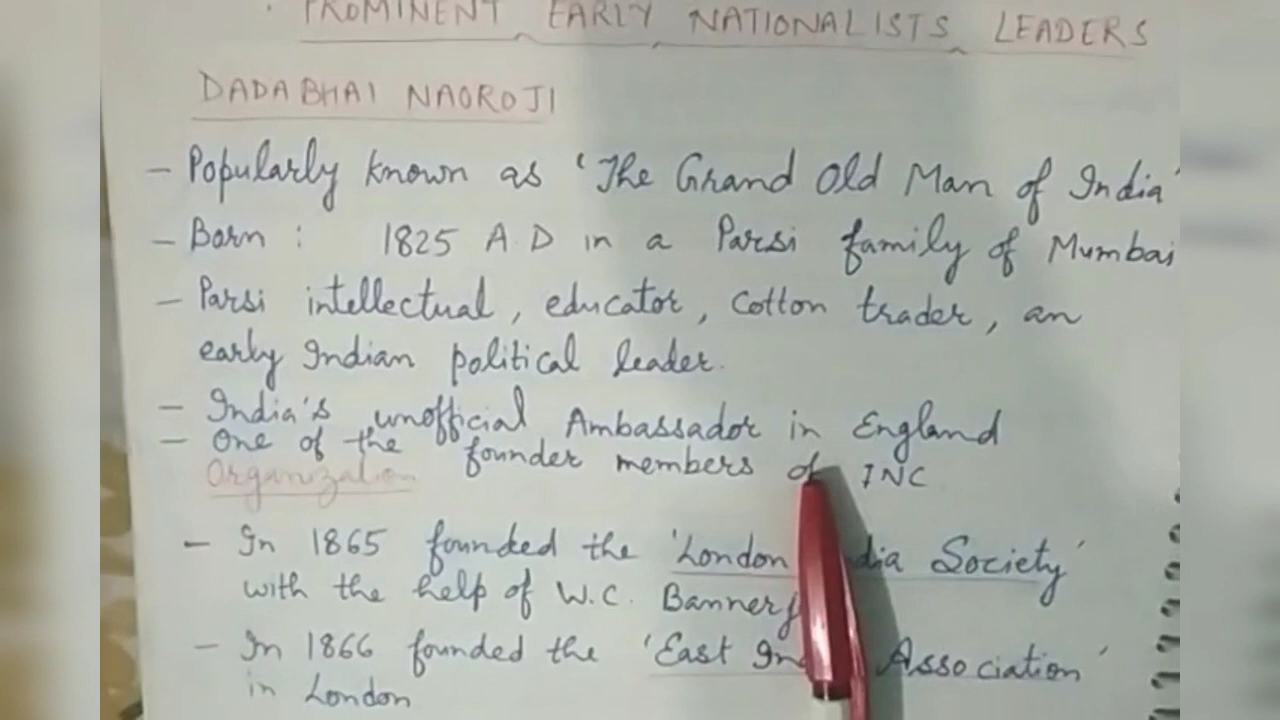 PROMINENT EARLY NATIONALISTS LEADERS
DADABHAI NAOROJI
- Popularly known as 'The Grand Old Man of India'
- Born : 1825 A.D in a Parsi family of Mumbai
- Parsi intellectual, educator, cotton trader, an
early Indian political leader.
- India's unofficial Ambassador in England
- One of the founder members of INC
Organization
- In 1865 founded the 'London dia Society'
with the help of W.C. Banner
- In 1866 founded the 'East In Association'
in London